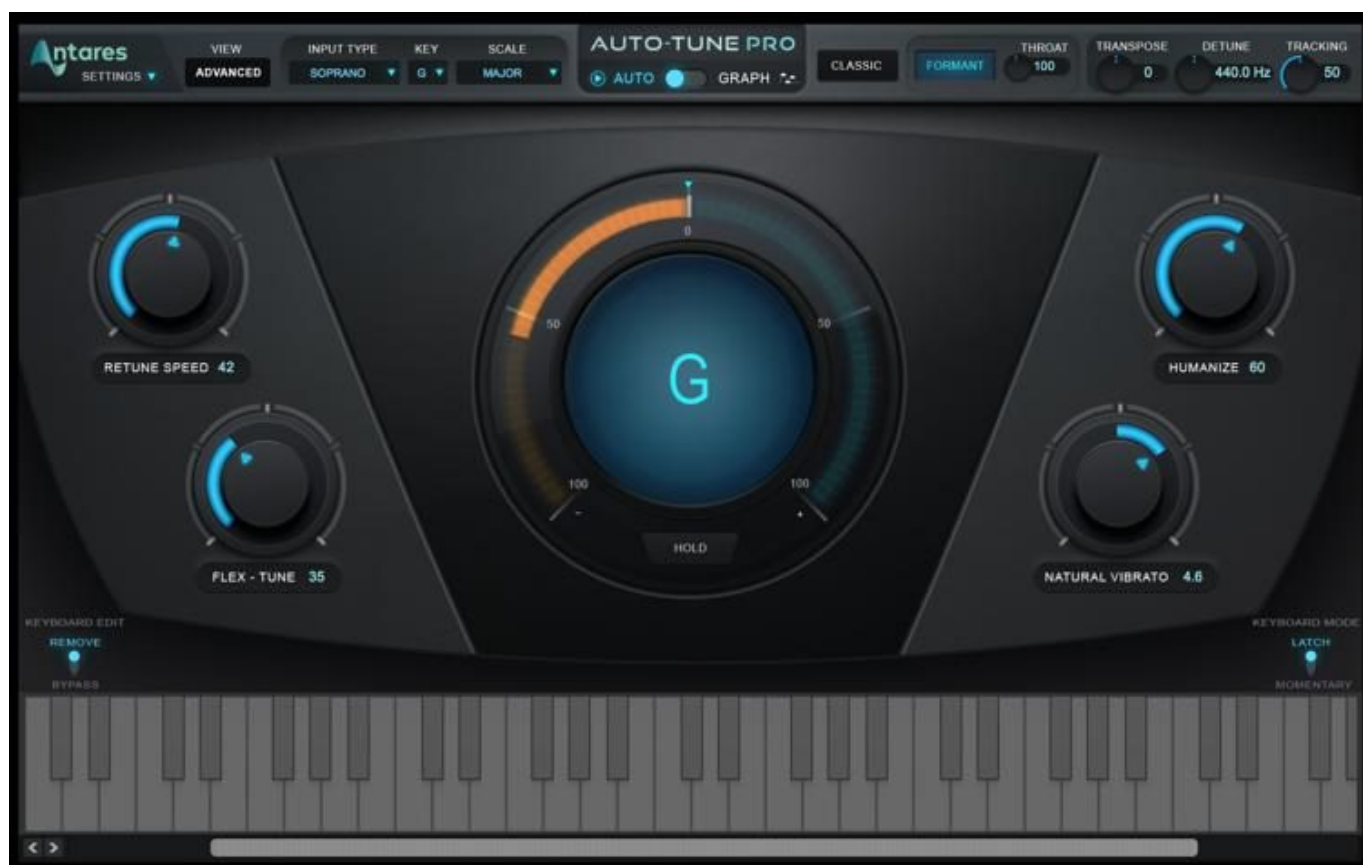 Antares
SETTINGS
VIEW
ADVANCED
INPUT TYPE KEY SCALE
SOPRANO G MAJOR
AUTO-TUNE PRO
AUTO GRAPH
CLASSIC
FORMANT
THROAT
100
TRANSPOSE DETUNE TRACKING
0 440.0 Hz 50
0
50 50
100 100
- +
G
HOLD
RETUNE SPEED 42
FLEX - TUNE 35
HUMANIZE 60
NATURAL VIBRATO 4.6
KEYBOARD EDIT
REMOVE
BYPASS
KEYBOARD MODE
LATCH
MOMENTARY